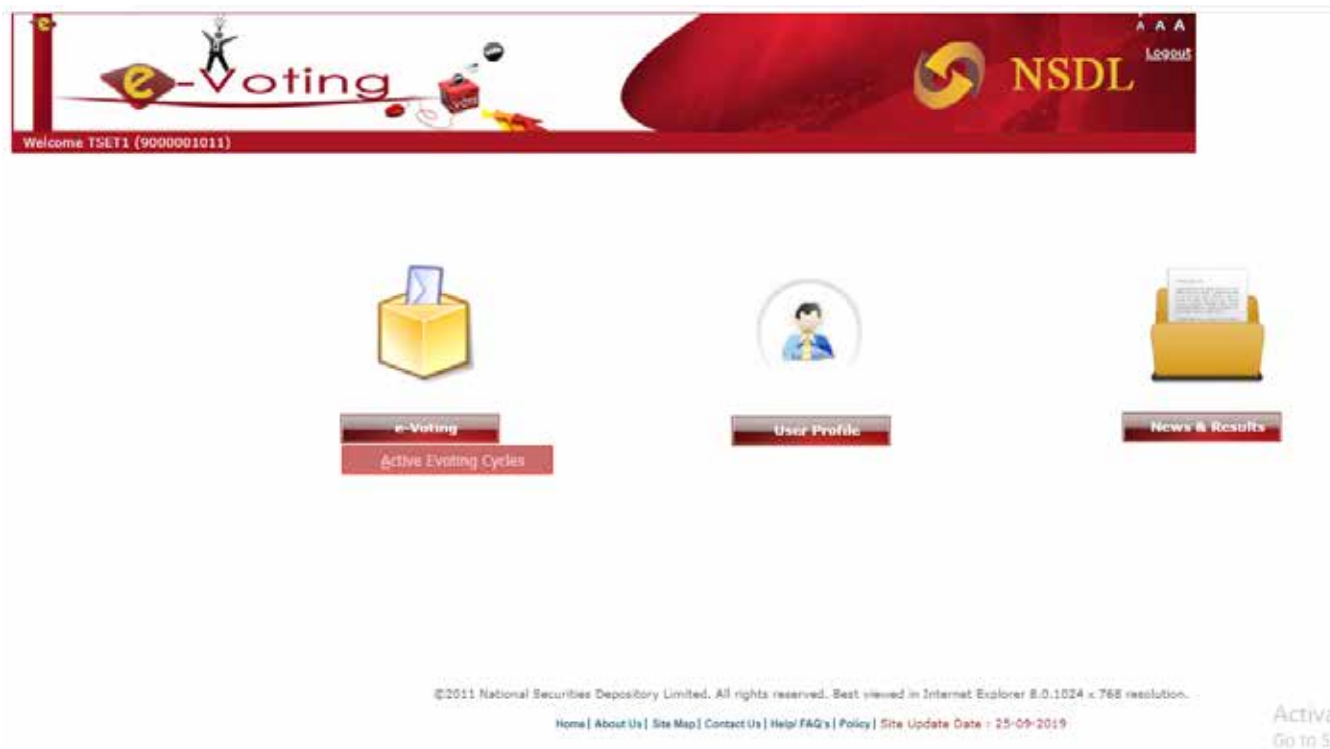 A A A
Logout
e-Voting
NSDL
VOTE
Welcome TSET1 (9000001011)
e-Voting
User Profile
News & Results
Active Evoting Cycles
©2011 National Securities Depository Limited. All rights reserved. Best viewed in Internet Explorer 8.0.1024 x 768 resolution.
Home | About Us | Site Map | Contact Us | Help/ FAQ's | Policy | Site Update Date : 25-09-2019
Activa
Go to S